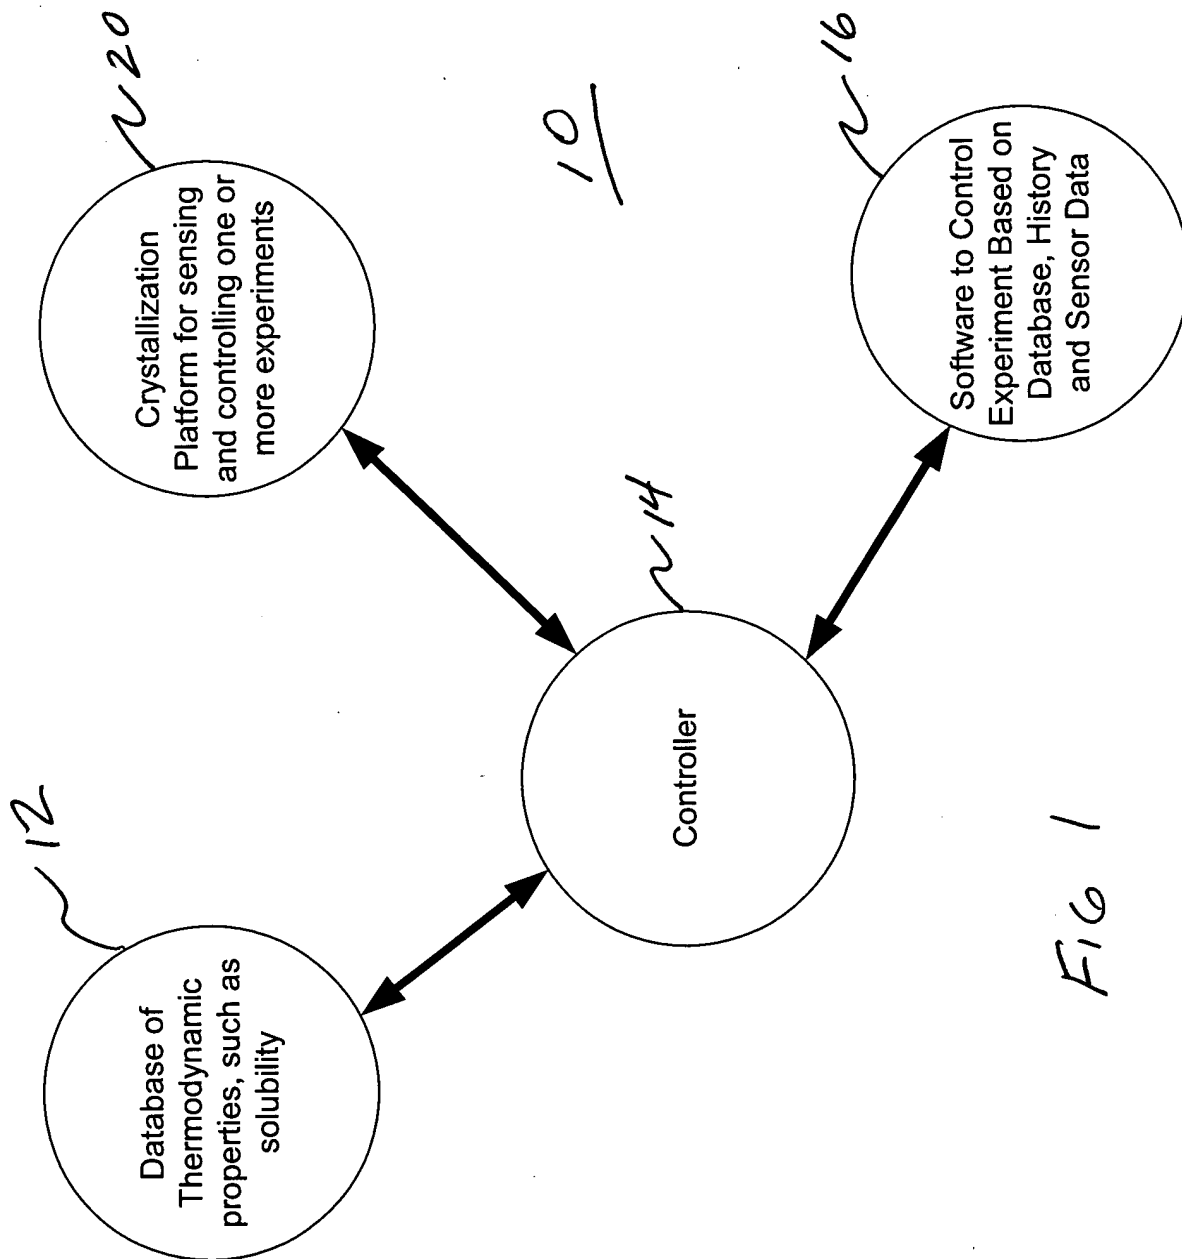 12
Database of
Thermodynamic
properties, such as
solubility
20
Crystallization
Platform for sensing
and controlling one or
more experiments
10
14
Controller
16
Software to Control
Experiment Based on
Database, History
and Sensor Data
FIG 1